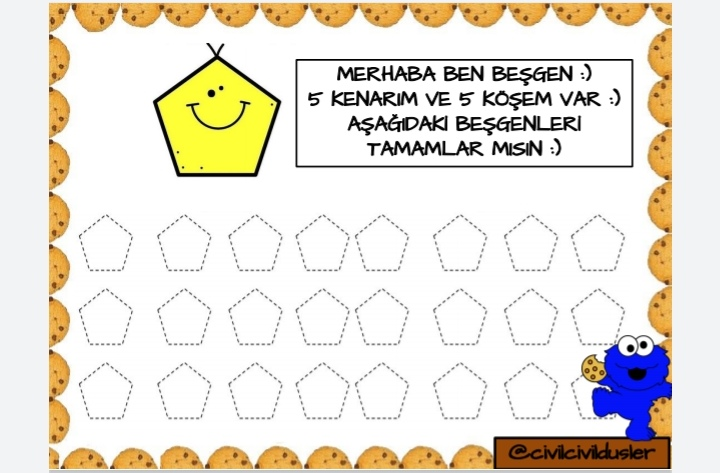 MERHABA BEN BEŞGEN :)
5 KENARIM VE 5 KÖŞEM VAR :)
AŞAĞIDAKI BEŞGENLERI
TAMAMLAR MISIN :)
@civilcivildusler